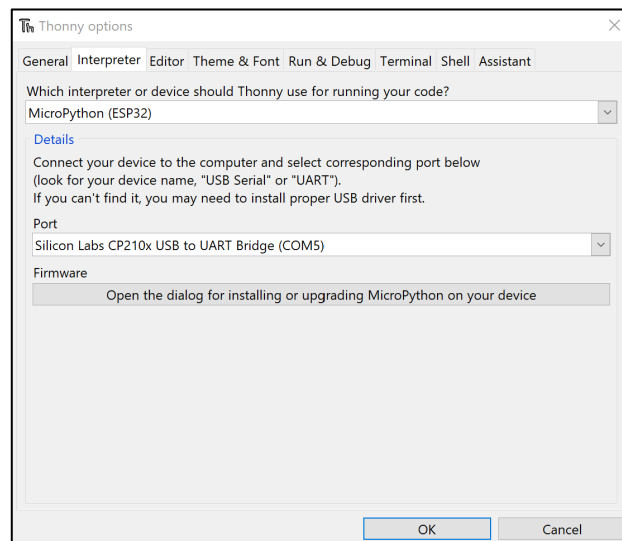 Thonny options
General Interpreter Editor Theme & Font Run & Debug Terminal Shell Assistant
Which interpreter or device should Thonny use for running your code?
MicroPython (ESP32)
Details
Connect your device to the computer and select corresponding port below
(look for your device name, "USB Serial" or "UART").
If you can't find it, you may need to install proper USB driver first.
Port
Silicon Labs CP210x USB to UART Bridge (COM5)
Firmware
Open the dialog for installing or upgrading MicroPython on your device
OK Cancel